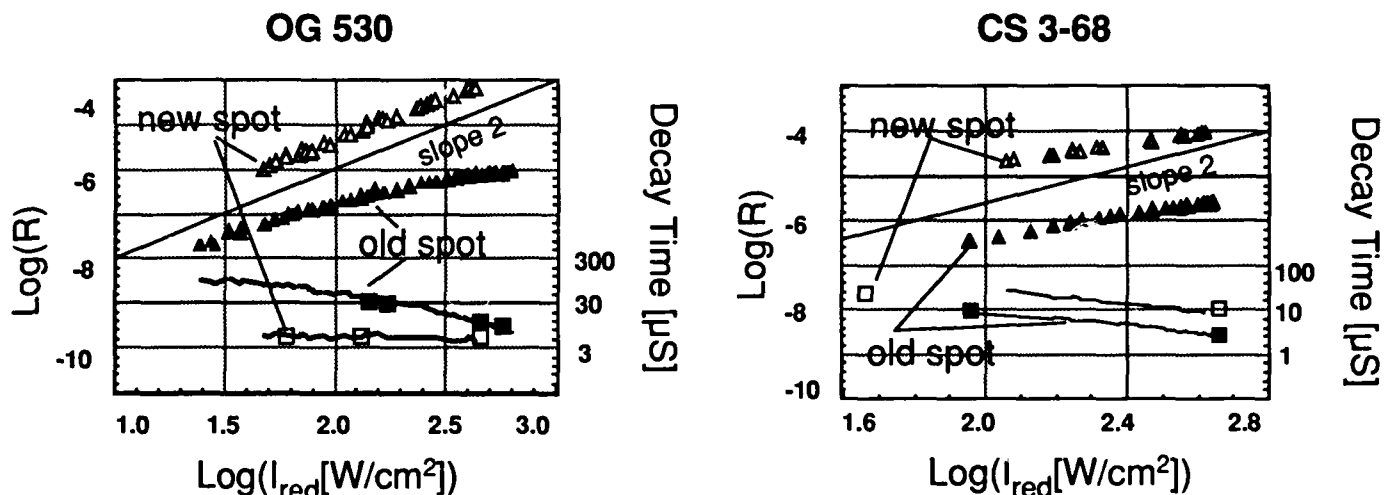 OG 530
-4
-6
-8
-10
Log(R)
new spot
slope 2
old spot
300
30
3
Decay Time [μS]
1.0 1.5 2.0 2.5 3.0
Log(Ired[W/cm²])
CS 3-68
-4
-6
-8
-10
Log(R)
new spot
slope 2
old spot
100
10
1
Decay Time [μS]
1.6 2.0 2.4 2.8
Log(Ired[W/cm²])